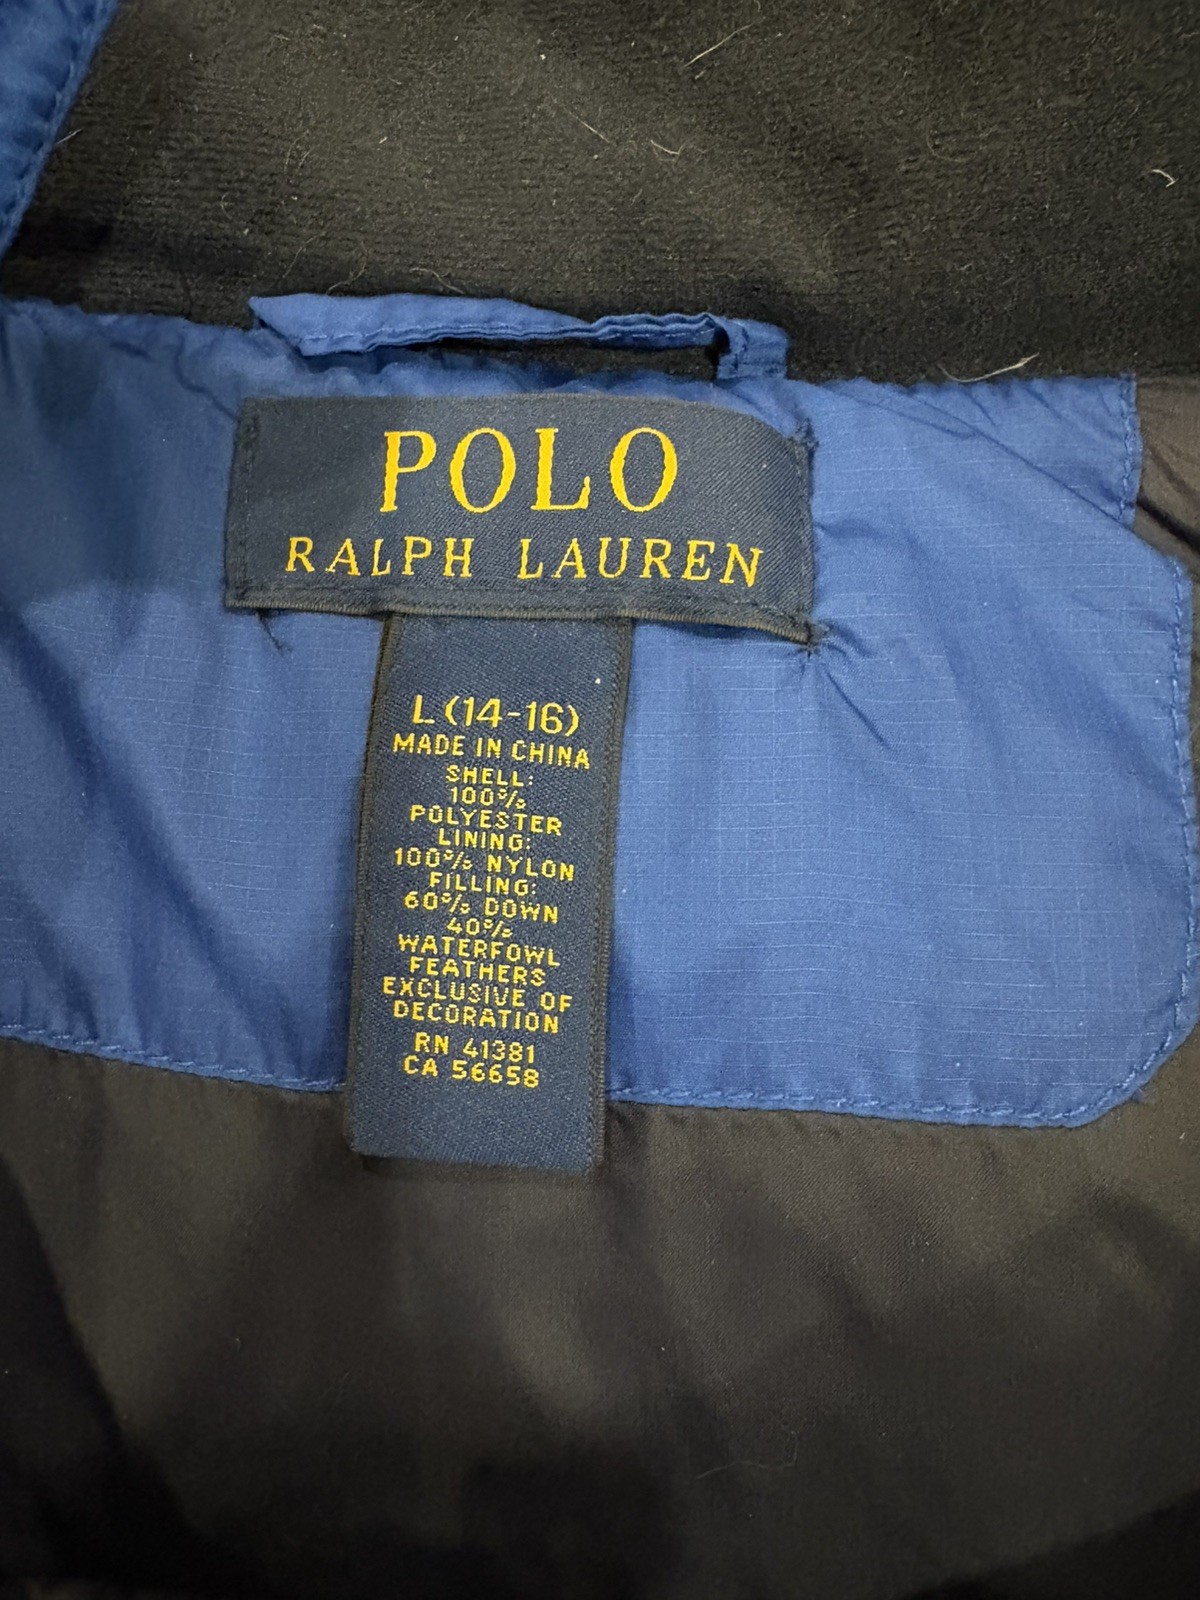 POLO
RALPH LAUREN
L (14-16)
MADE IN CHINA
SHELL:
100%
POLYESTER
LINING:
100% NYLON
FILLING:
60% DOWN
40%
WATERFOWL
FEATHERS
EXCLUSIVE OF
DECORATION
RN 41381
CA 56658